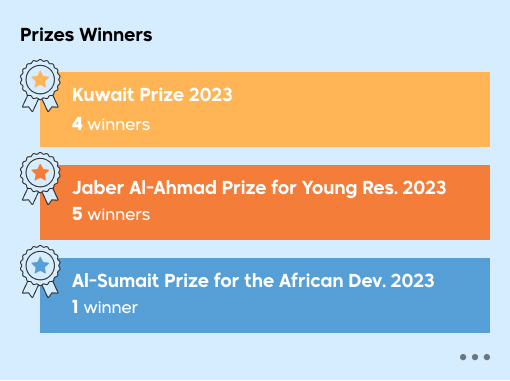 Prizes Winners
Kuwait Prize 2023
4 winners
Jaber Al-Ahmad Prize for Young Res. 2023
5 winners
Al-Sumait Prize for the African Dev. 2023
1 winner